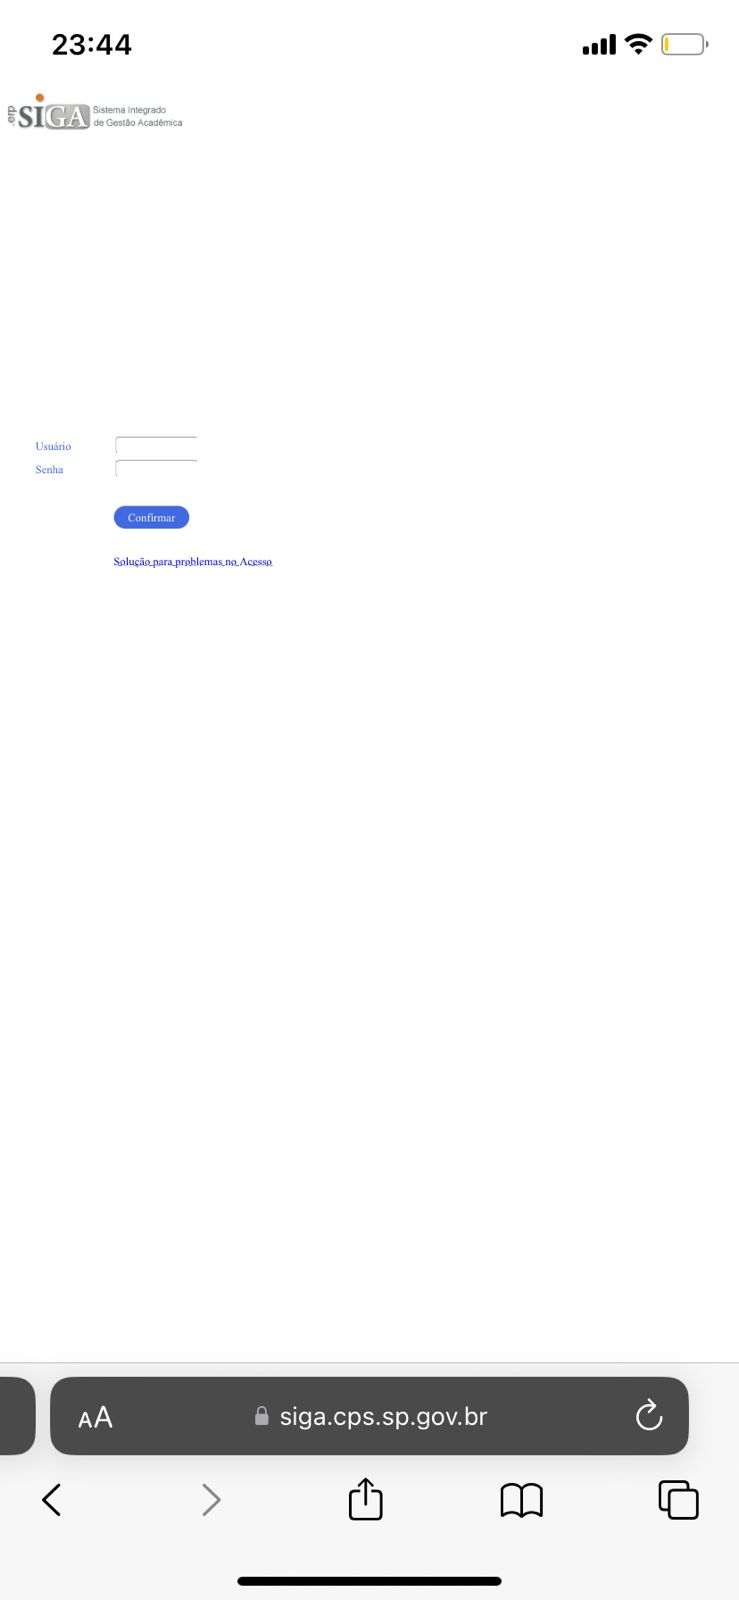 23:44
.edu
SIGA
Sistema Integrado
de Gestão Acadêmica
Usuário
Senha
Confirmar
Solução para problemas no Acesso
AA
siga.cps.sp.gov.br